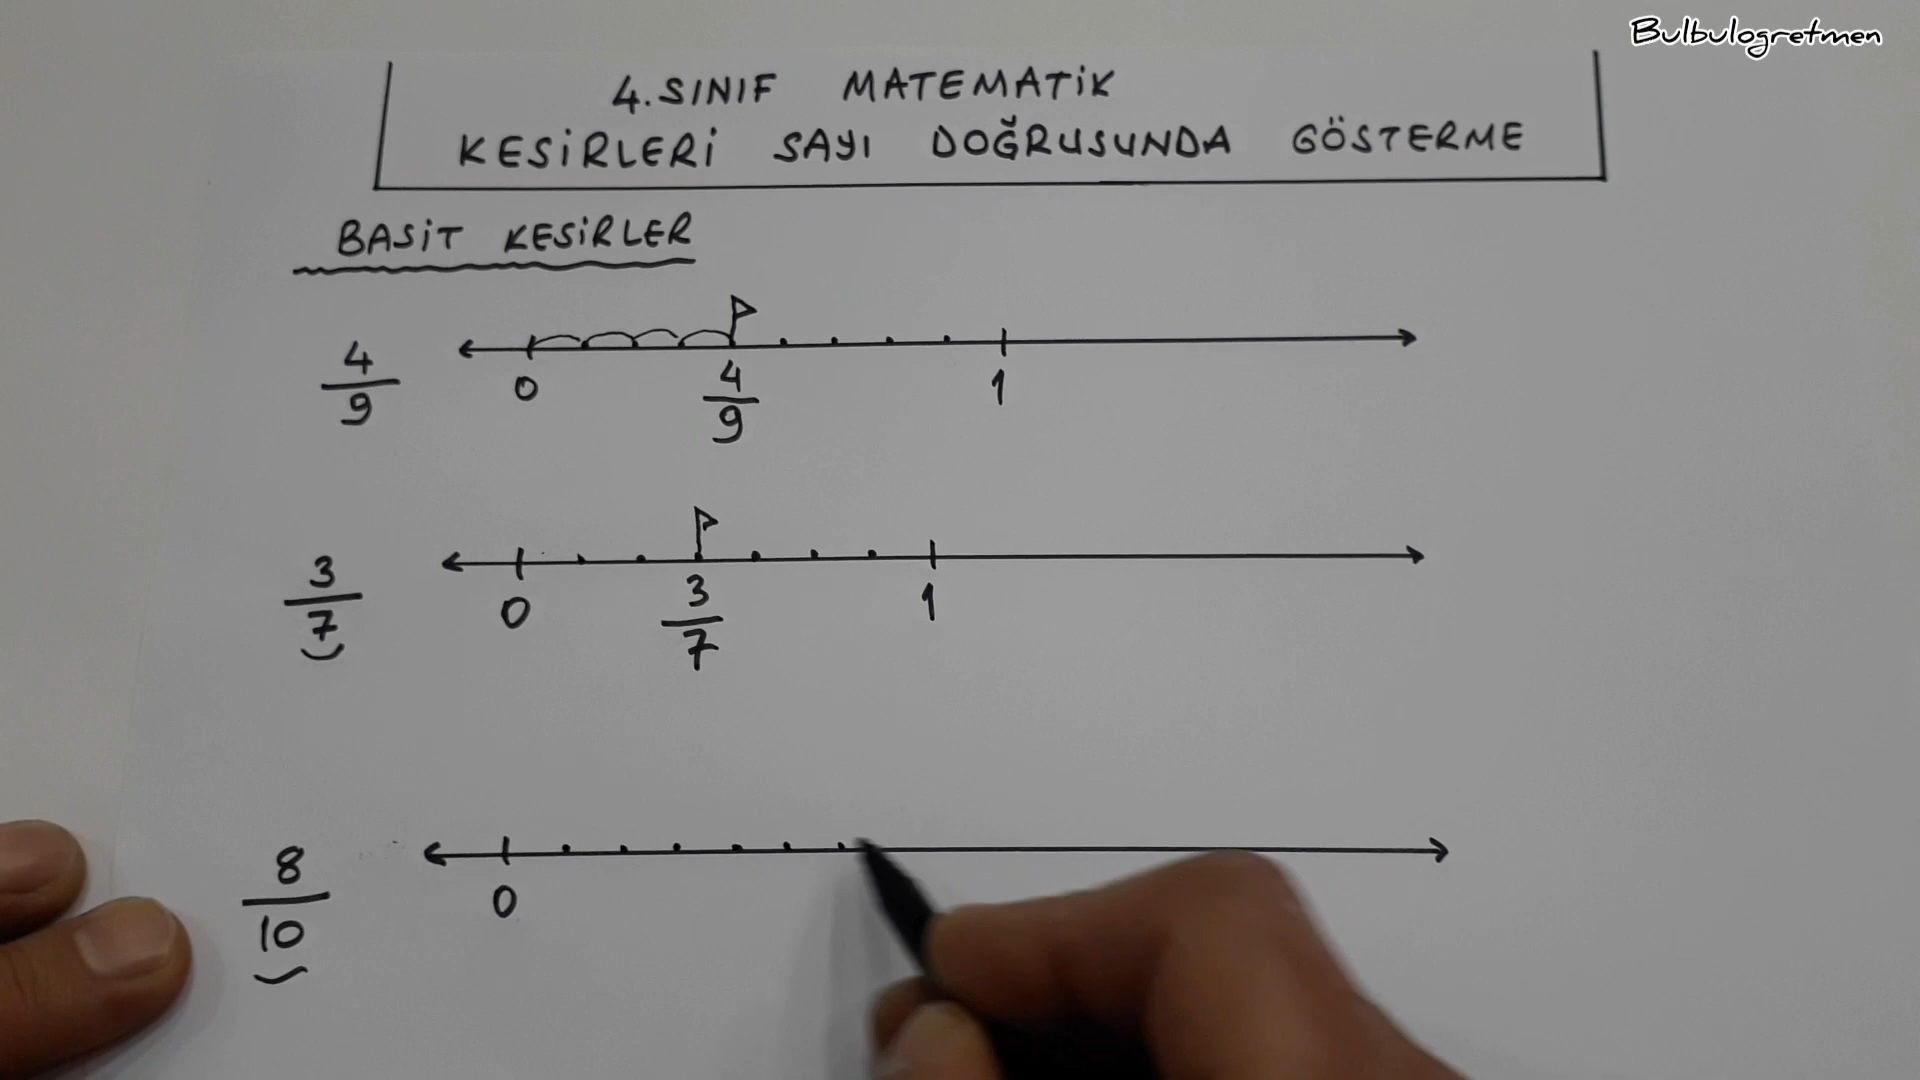 Bulbulogretmen
4. SINIF MATEMATİK
KESİRLERİ SAYI DOĞRUSUNDA GÖSTERME
BASİT KESİRLER
4/9
0 4/9 1
3/7
0 3/7 1
8/10
0